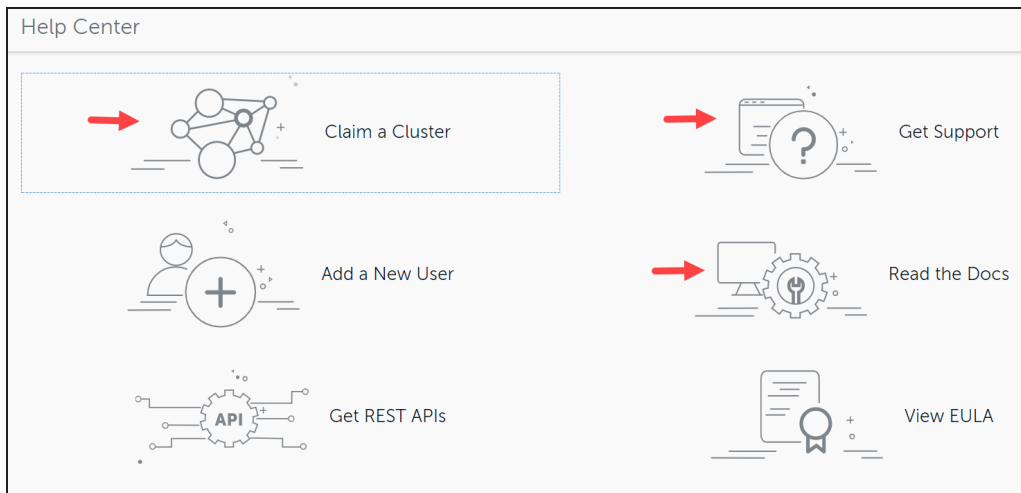 Help Center
Claim a Cluster
Get Support
?
Add a New User
Read the Docs
API
Get REST APIs
View EULA